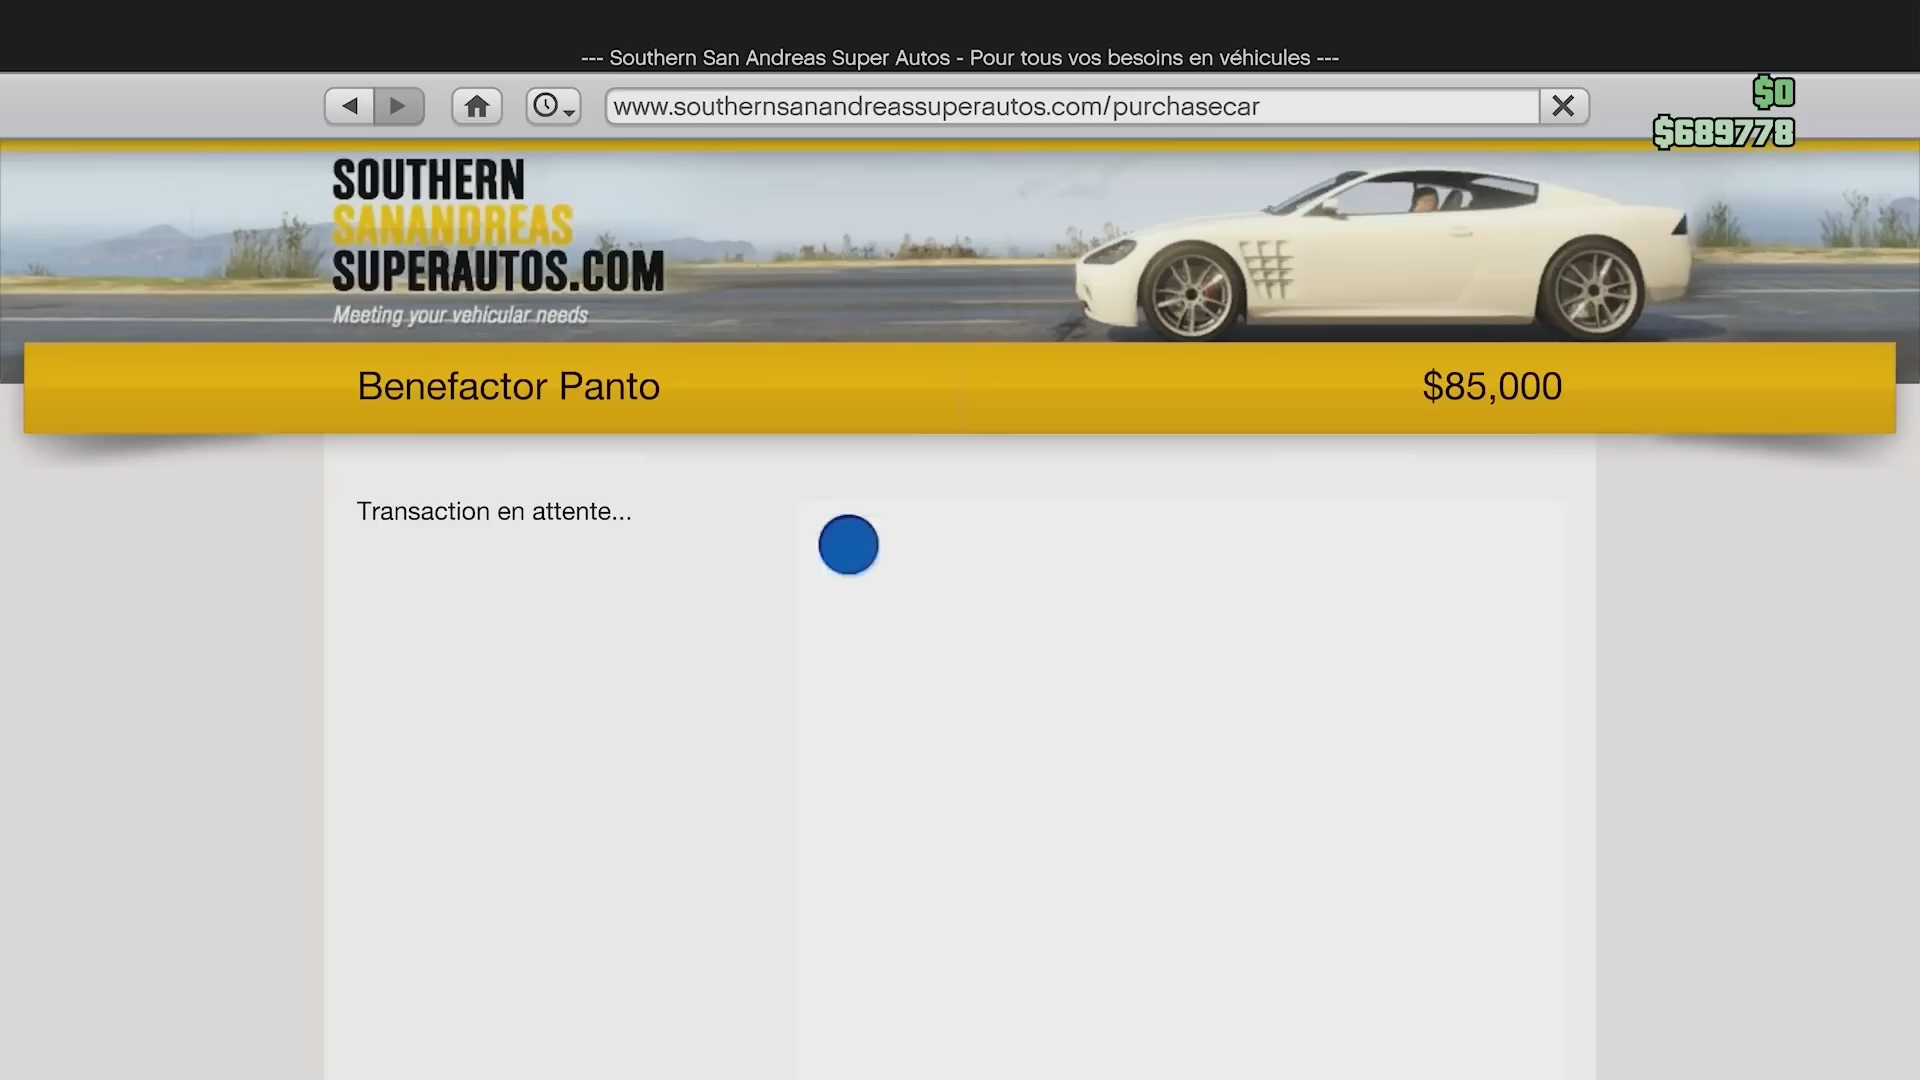 --- Southern San Andreas Super Autos - Pour tous vos besoins en véhicules ---
www.southernsanandreassuperautos.com/purchasecar
$0
$689778
SOUTHERN
SANANDREAS
SUPERAUTOS.COM
Meeting your vehicular needs
Benefactor Panto
$85,000
Transaction en attente...